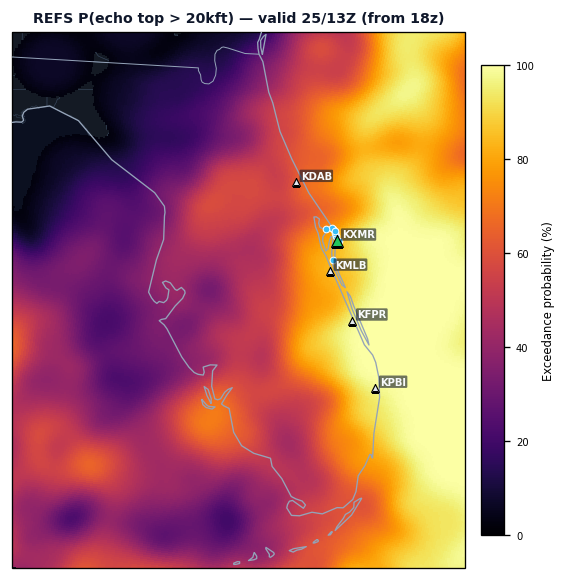 REFS P(echo top > 20kft) — valid 25/13Z (from 18z)
KDAB
KXMR
KMLB
KFPR
KPBI
100
80
60
40
20
0
Exceedance probability (%)